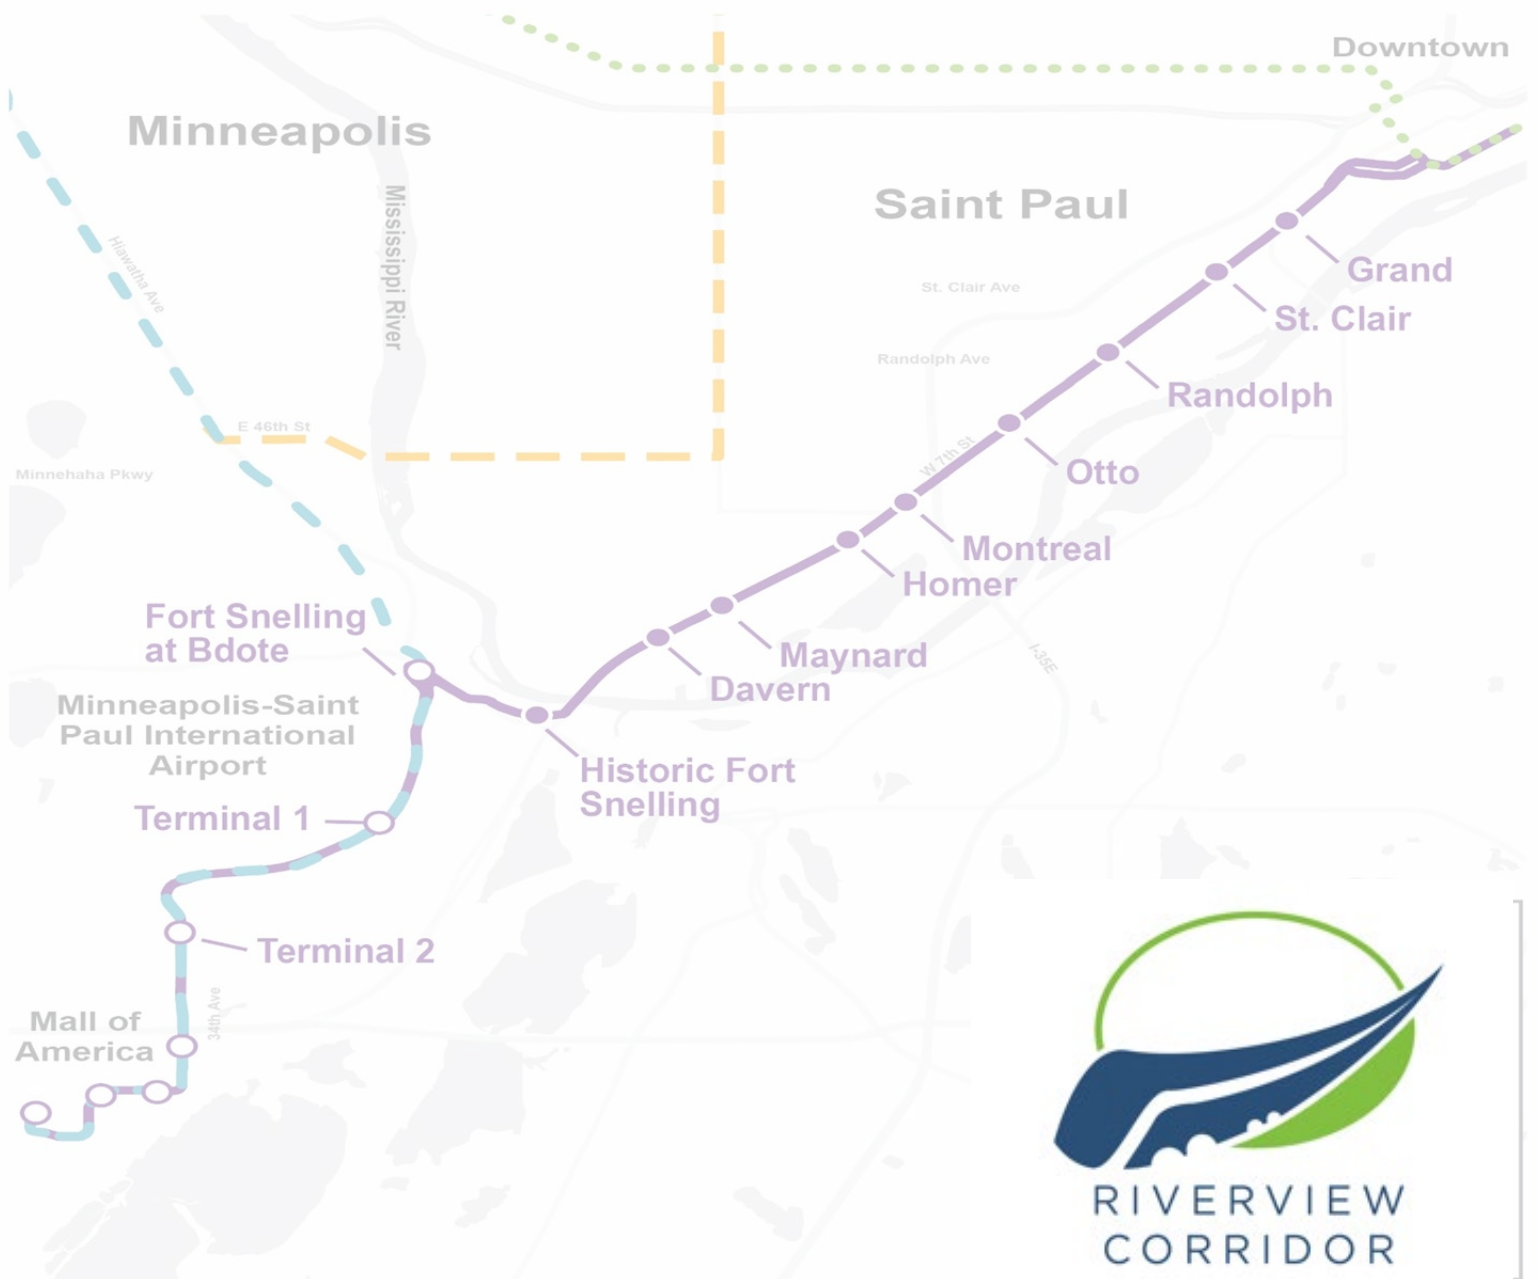 Downtown
Minneapolis
Mississippi River
Saint Paul
Hiawatha Ave
Grand
St. Clair Ave
St. Clair
Randolph Ave
Randolph
E 46th St
W 7th St
Minnehaha Pkwy
Otto
Montreal
Homer
Fort Snelling
at Bdote
Maynard
I-35E
Davern
Minneapolis-Saint
Paul International
Airport
Historic Fort
Snelling
Terminal 1
Terminal 2
34th Ave
Mall of
America
RIVERVIEW
CORRIDOR